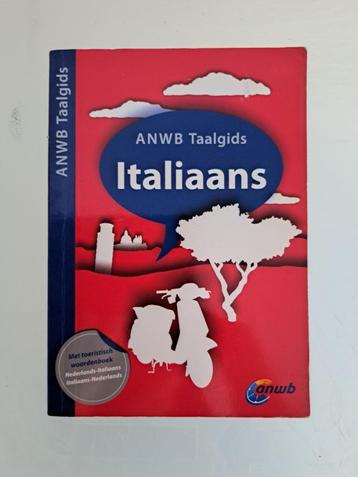 ANWB Taalgids
ANWB Taalgids
Italiaans
Met toeristisch
woordenboek
Nederlands-Italiaans
Italiaans-Nederlands
anwb